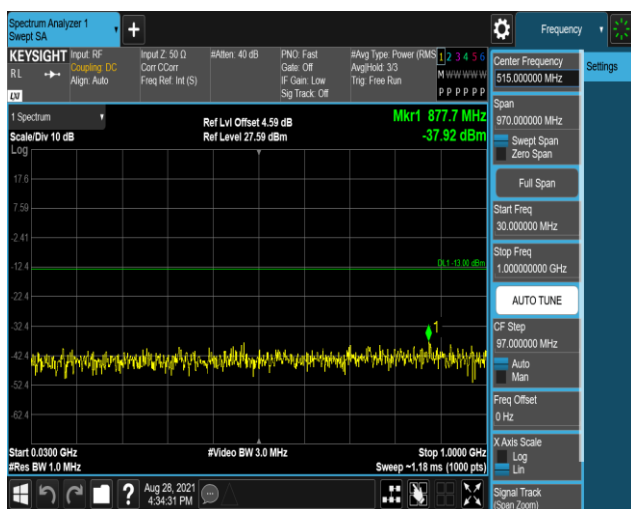 Spectrum Analyzer 1
Swept SA
+
Frequency
KEYSIGHT
RL
Input: RF
Coupling: DC
Align: Auto
Input Z: 50 Ω
Corr CCorr
Freq Ref: Int (S)
#Atten: 40 dB
PNO: Fast
Gate: Off
IF Gain: Low
Sig Track: Off
#Avg Type: Power (RMS
Avg|Hold: 3/3
Trig: Free Run
1 2 3 4 5 6
M W W W W W
P P P P P P
1 Spectrum
Scale/Div 10 dB
Log
Ref Lvl Offset 4.59 dB
Ref Level 27.59 dBm
Mkr1 877.7 MHz
-37.92 dBm
17.6
7.59
-2.41
-12.4
-22.4
-32.4
-42.4
-52.4
-62.4
DL1 -13.00 dBm
1
Start 0.0300 GHz
#Res BW 1.0 MHz
#Video BW 3.0 MHz
Stop 1.0000 GHz
Sweep ~1.18 ms (1000 pts)
?
Aug 28, 2021
4:34:31 PM
Center Frequency
515.000000 MHz
Span
970.000000 MHz
Swept Span
Zero Span
Full Span
Start Freq
30.000000 MHz
Stop Freq
1.000000000 GHz
AUTO TUNE
CF Step
97.000000 MHz
Auto
Man
Freq Offset
0 Hz
X Axis Scale
Log
Lin
Signal Track
(Span Zoom)
Settings